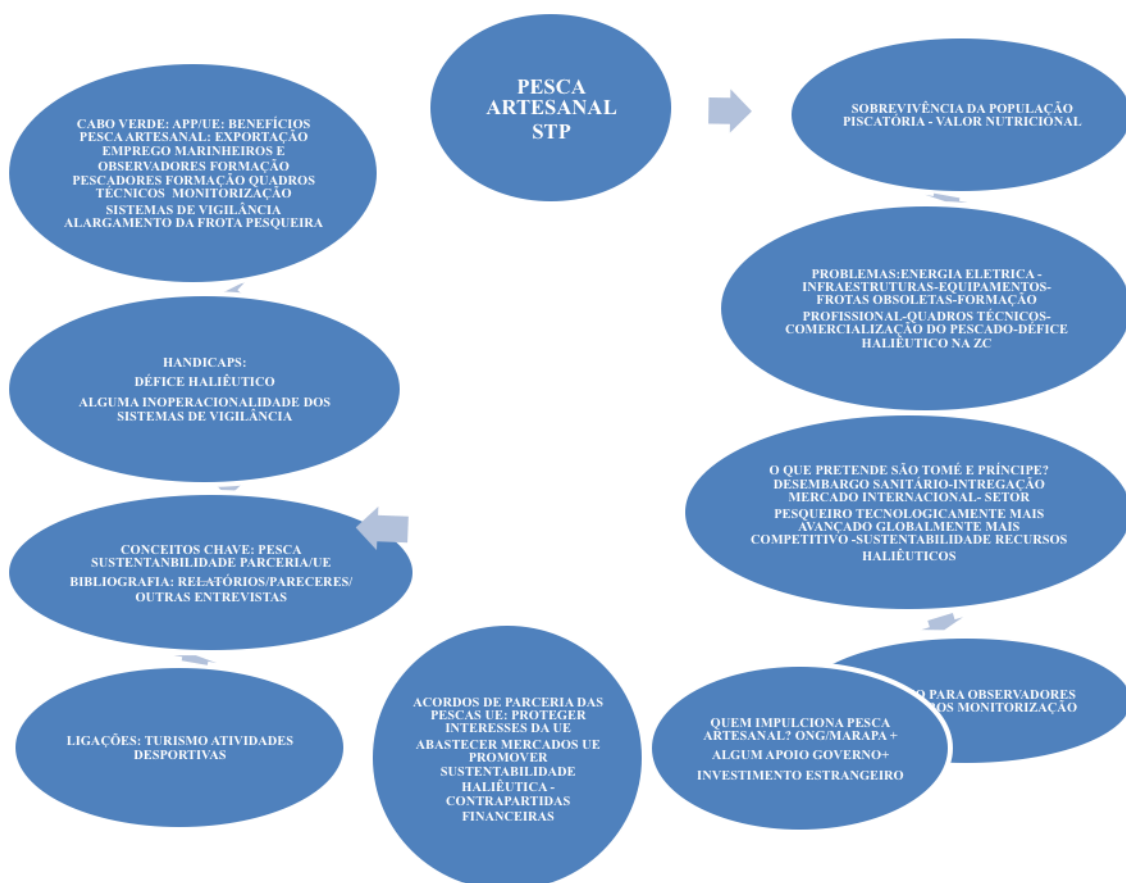 PESCA
ARTESANAL
STP
SOBREVIVÊNCIA DA POPULAÇÃO
PISCATÓRIA - VALOR NUTRICIONAL
PROBLEMAS:ENERGIA ELETRICA -
INFRAESTRUTURAS-EQUIPAMENTOS-
FROTAS OBSOLETAS-FORMAÇÃO
PROFISSIONAL-QUADROS TÉCNICOS-
COMERCIALIZAÇÃO DO PESCADO-DÉFICE
HALIÊUTICO NA ZC
O QUE PRETENDE SÃO TOMÉ E PRÍNCIPE?
DESEMBARGO SANITÁRIO-INTREGAÇÃO
MERCADO INTERNACIONAL- SETOR
PESQUEIRO TECNOLOGICAMENTE MAIS
AVANÇADO GLOBALMENTE MAIS
COMPETITIVO -SUSTENTABILIDADE RECURSOS
HALIÊUTICOS
PARA OBSERVADORES
MONITORIZAÇÃO
QUEM IMPULCIONA PESCA
ARTESANAL? ONG/MARAPA +
ALGUM APOIO GOVERNO+
INVESTIMENTO ESTRANGEIRO
ACORDOS DE PARCERIA DAS
PESCAS UE: PROTEGER
INTERESSES DA UE
ABASTECER MERCADOS UE
PROMOVER
SUSTENTABILIDADE
HALIÊUTICA -
CONTRAPARTIDAS
FINANCEIRAS
LIGAÇÕES: TURISMO ATIVIDADES
DESPORTIVAS
CONCEITOS CHAVE: PESCA
SUSTENTANBILIDADE PARCERIA/UE
BIBLIOGRAFIA: RELATÓRIOS/PARECERES/
OUTRAS ENTREVISTAS
HANDICAPS:
DÉFICE HALIÊUTICO
ALGUMA INOPERACIONALIDADE DOS
SISTEMAS DE VIGILÂNCIA
CABO VERDE: APP/UE: BENEFÍCIOS
PESCA ARTESANAL: EXPORTAÇÃO
EMPREGO MARINHEIROS E
OBSERVADORES FORMAÇÃO
PESCADORES FORMAÇÃO QUADROS
TÉCNICOS MONITORIZAÇÃO
SISTEMAS DE VIGILÂNCIA
ALARGAMENTO DA FROTA PESQUEIRA